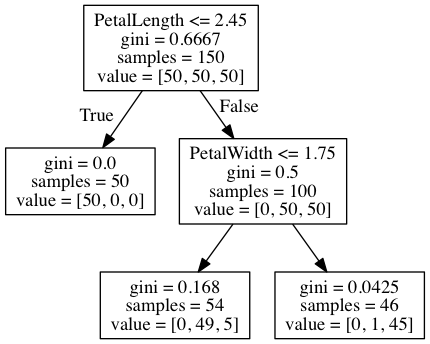 PetalLength <= 2.45
gini = 0.6667
samples = 150
value = [50, 50, 50]
True
False
gini = 0.0
samples = 50
value = [50, 0, 0]
PetalWidth <= 1.75
gini = 0.5
samples = 100
value = [0, 50, 50]
gini = 0.168
samples = 54
value = [0, 49, 5]
gini = 0.0425
samples = 46
value = [0, 1, 45]